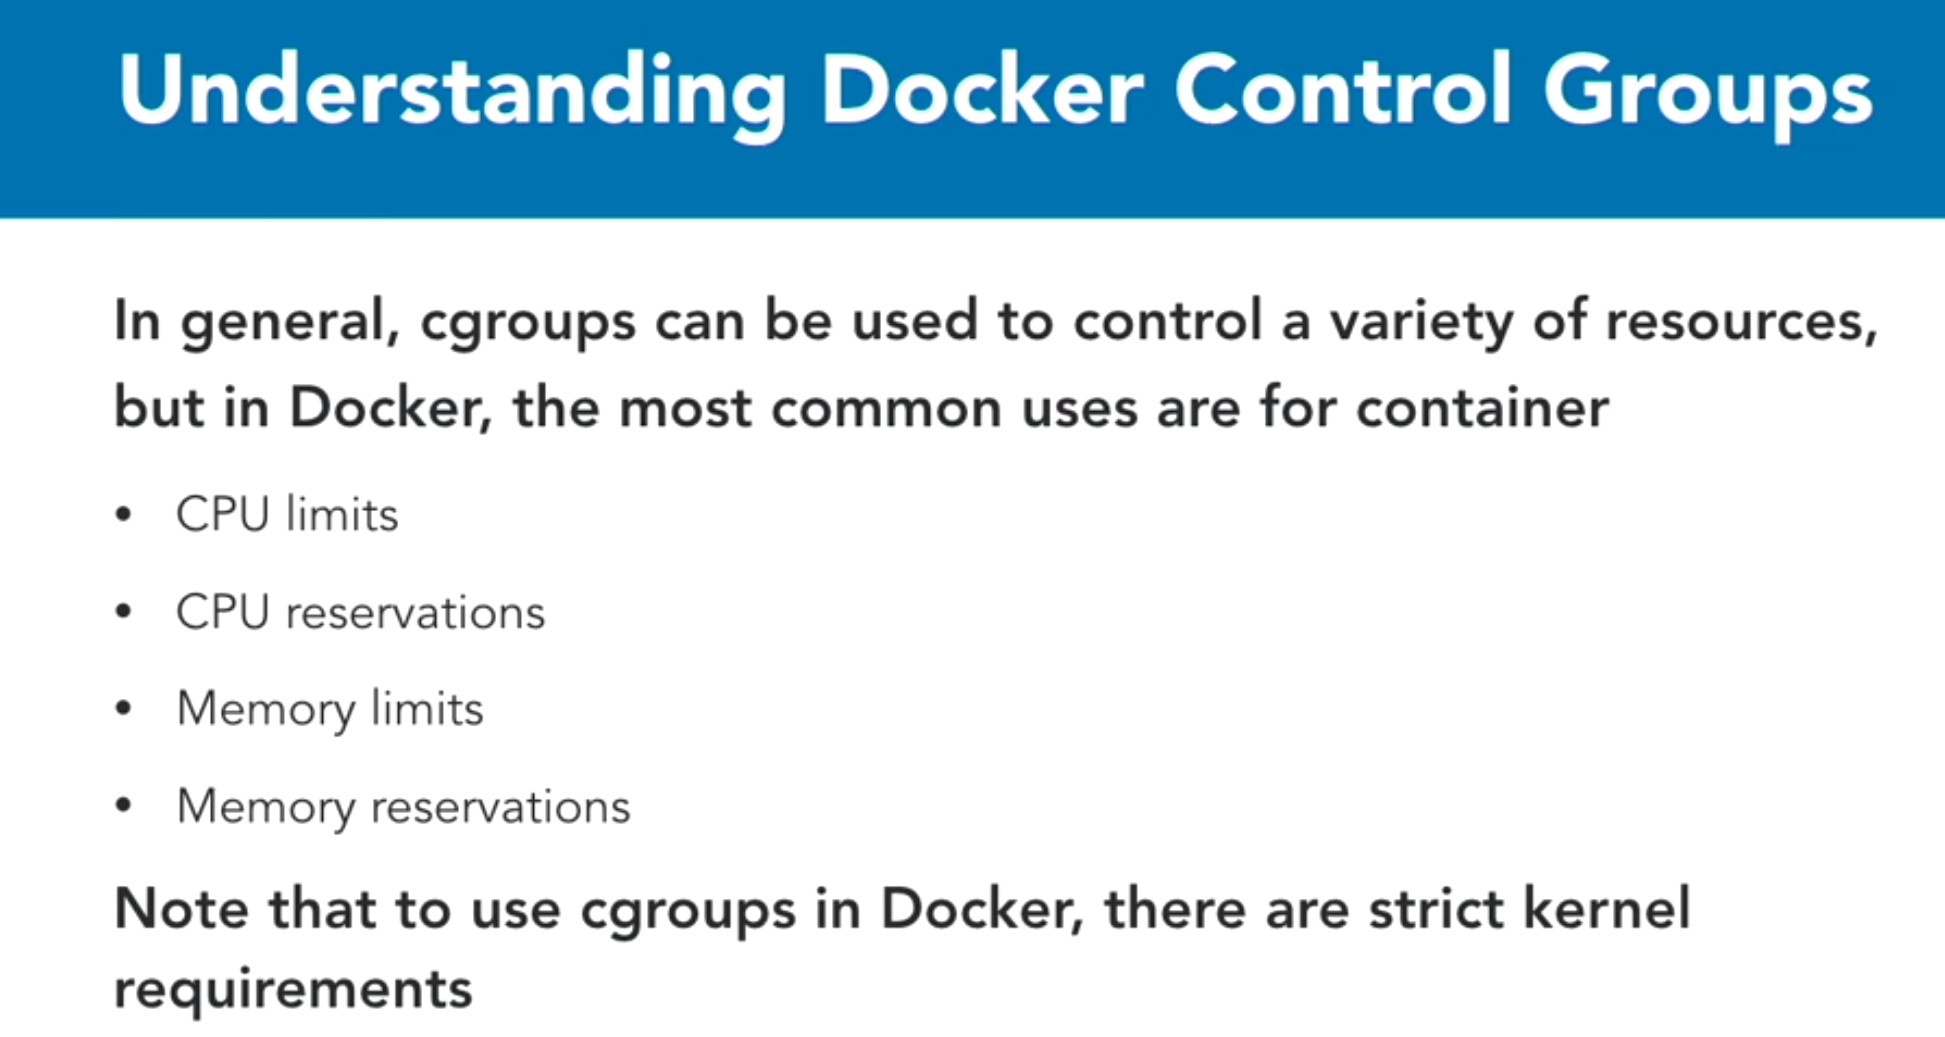 Understanding Docker Control Groups
In general, cgroups can be used to control a variety of resources,
but in Docker, the most common uses are for container
• CPU limits
• CPU reservations
• Memory limits
• Memory reservations
Note that to use cgroups in Docker, there are strict kernel
requirements